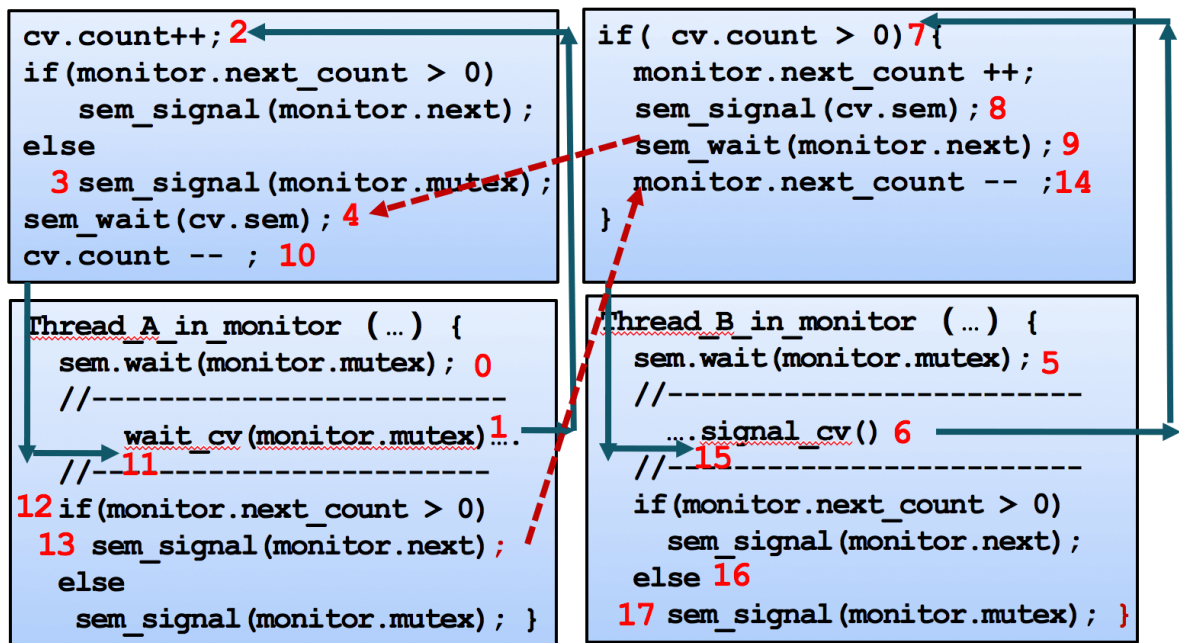 cv.count++; 2
if(monitor.next_count > 0)
sem_signal(monitor.next);
else
3 sem_signal(monitor.mutex);
sem_wait(cv.sem); 4
cv.count -- ; 10
if( cv.count > 0) 7 {
monitor.next_count ++;
sem_signal(cv.sem); 8
sem_wait(monitor.next); 9
monitor.next_count -- ; 14
}
Thread_A_in_monitor (…) {
sem.wait(monitor.mutex); 0
//-------------------------
wait_cv(monitor.mutex) 1 ….
11
//------------------------
12 if(monitor.next_count > 0)
13 sem_signal(monitor.next);
else
sem_signal(monitor.mutex); }
Thread_B_in_monitor (…) {
sem.wait(monitor.mutex); 5
//---------------------------
….signal_cv() 6
15
//---------------------------
if(monitor.next_count > 0)
sem_signal(monitor.next);
else 16
17 sem_signal(monitor.mutex); }